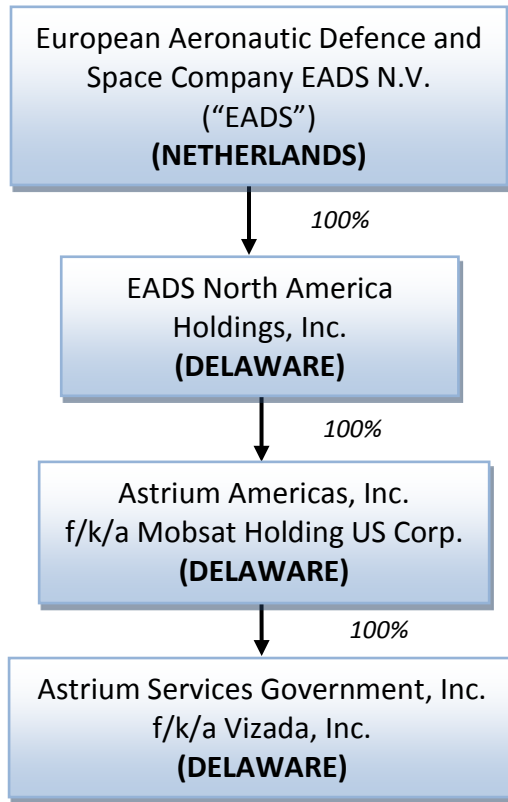 European Aeronautic Defence and
Space Company EADS N.V.
(“EADS”)
(NETHERLANDS)
100%
EADS North America
Holdings, Inc.
(DELAWARE)
100%
Astrium Americas, Inc.
f/k/a Mobsat Holding US Corp.
(DELAWARE)
100%
Astrium Services Government, Inc.
f/k/a Vizada, Inc.
(DELAWARE)